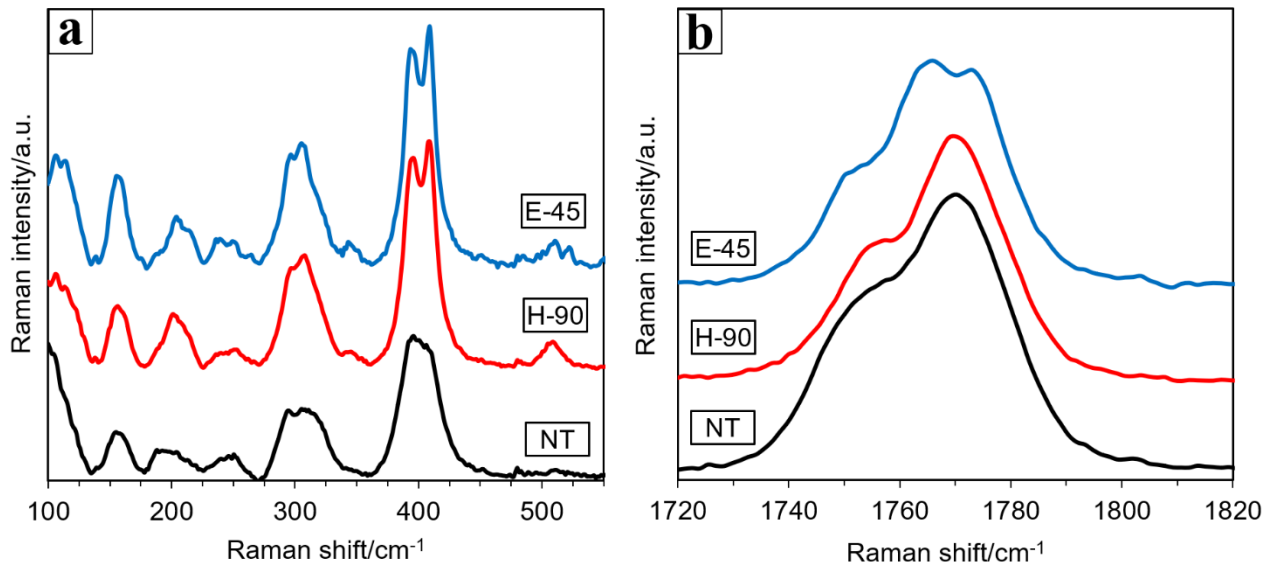 a
E-45
H-90
NT
Raman intensity/a.u.
100 200 300 400 500
Raman shift/cm-1
b
E-45
H-90
NT
Raman intensity/a.u.
1720 1740 1760 1780 1800 1820
Raman shift/cm-1